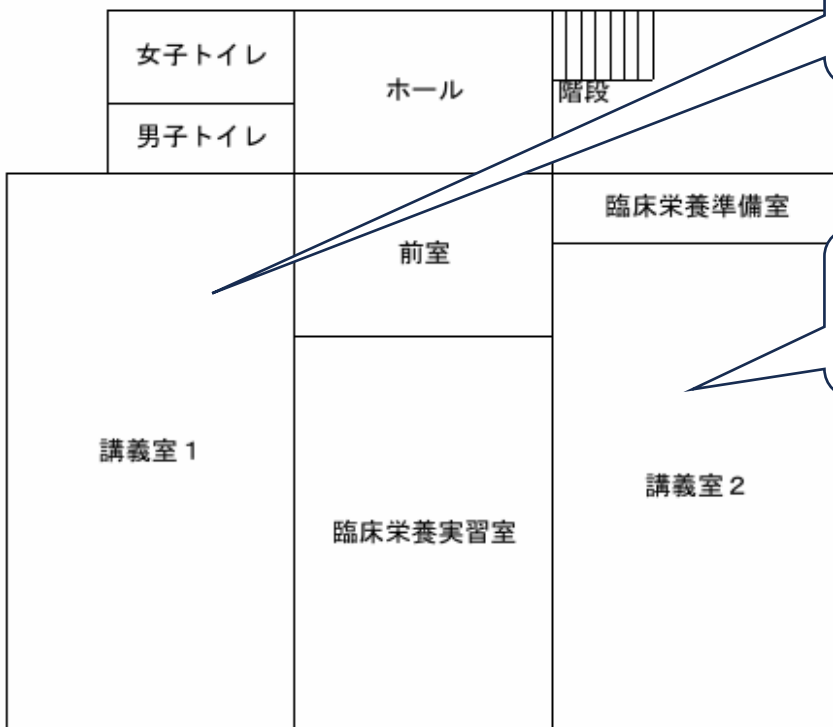 女子トイレ
ホール
階段
男子トイレ
臨床栄養準備室
前室
講義室1
講義室2
臨床栄養実習室